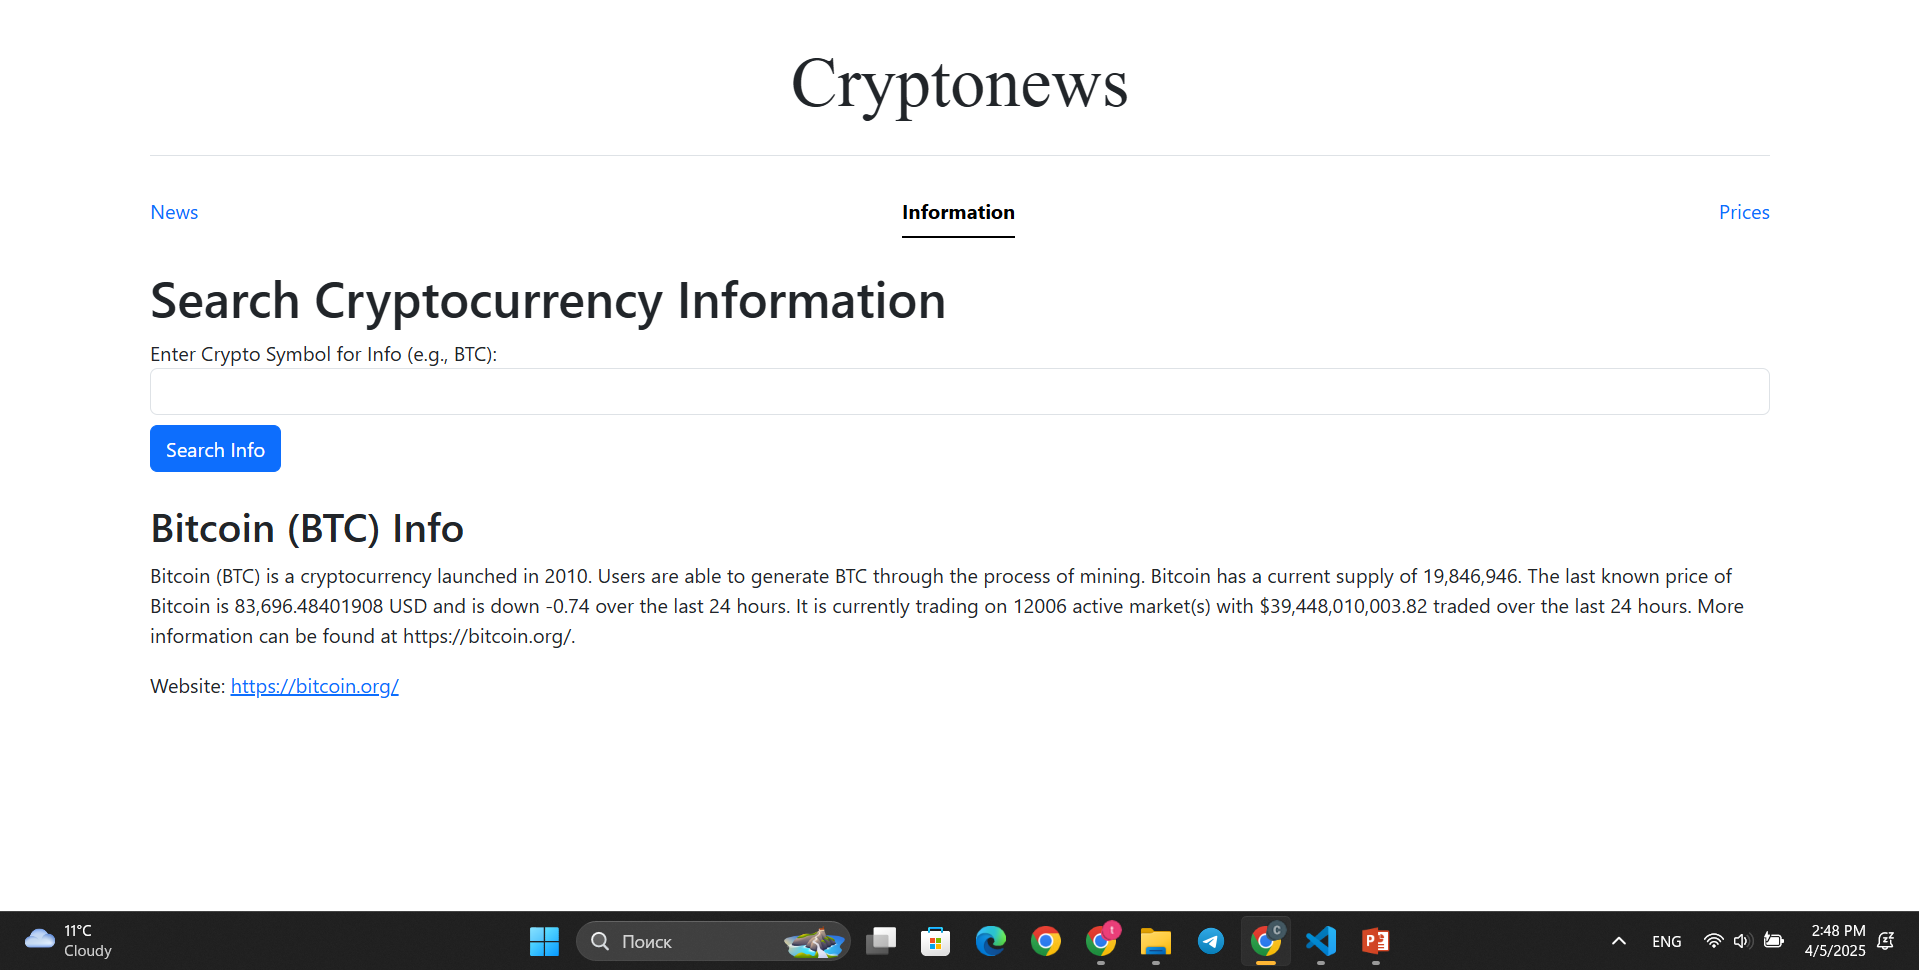 Cryptonews
News
Information
Prices
Search Cryptocurrency Information
Enter Crypto Symbol for Info (e.g., BTC):
Search Info
Bitcoin (BTC) Info
Bitcoin (BTC) is a cryptocurrency launched in 2010. Users are able to generate BTC through the process of mining. Bitcoin has a current supply of 19,846,946. The last known price of
Bitcoin is 83,696.48401908 USD and is down -0.74 over the last 24 hours. It is currently trading on 12006 active market(s) with $39,448,010,003.82 traded over the last 24 hours. More
information can be found at https://bitcoin.org/.
Website: https://bitcoin.org/
11°C
Cloudy
Поиск
t
C
P
ENG
2:48 PM
4/5/2025